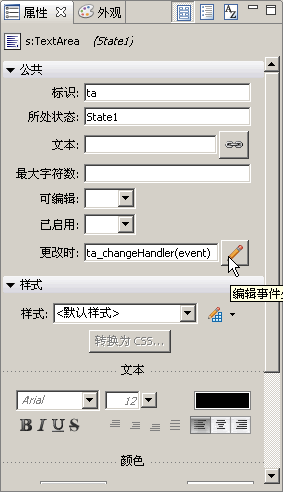 属性 外观
s:TextArea (State1)
公共
标识: ta
所处状态: State1
文本:
最大字符数:
可编辑:
已启用:
更改时: ta_changeHandler(event)
编辑事件
样式
样式: <默认样式>
转换为 CSS...
文本
Arial 12
B I U S
颜色